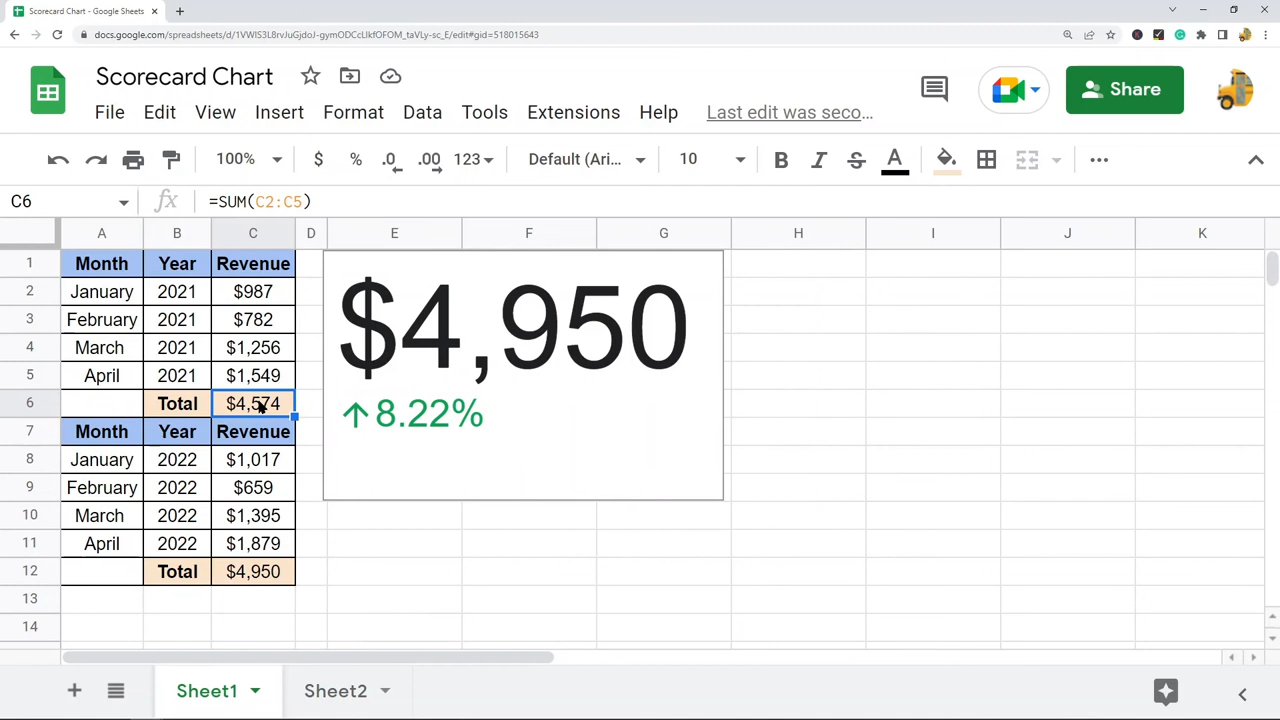 Scorecard Chart - Google Sheets
docs.google.com/spreadsheets/d/1VWIS3L8rvJuGjdoJ-gymODCcLIkfOFOM_taVLy-sc_E/edit#gid=518015643
Scorecard Chart
File Edit View Insert Format Data Tools Extensions Help Last edit was seco...
Share
100% $ % .0 .00 123 Default (Ari... 10 B I S A ...
C6 fx =SUM(C2:C5)
A B C D E F G H I J K
1 Month Year Revenue
2 January 2021 $987
3 February 2021 $782
4 March 2021 $1,256
5 April 2021 $1,549
6 Total $4,574
7 Month Year Revenue
8 January 2022 $1,017
9 February 2022 $659
10 March 2022 $1,395
11 April 2022 $1,879
12 Total $4,950
13
14
$4,950
↑8.22%
Sheet1 Sheet2